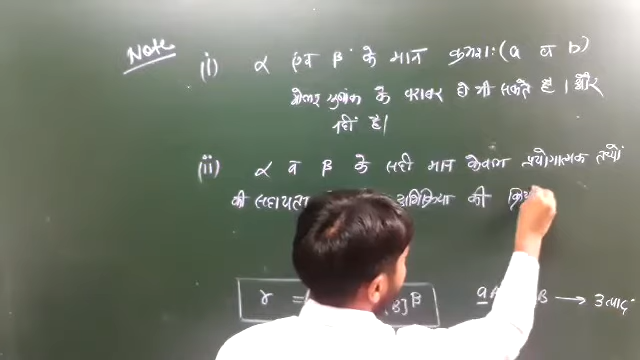 Note
(i) α एव β के मान क्रमशः (a व b)
मोलर गुणांक के बराबर हो भी सकते है । और
नहीं है।
(ii) α व β के सही मान केवल प्रयोगात्मक तथ्यों
की सहायता अभिक्रिया की
r = [B]^β
a B → उत्पाद